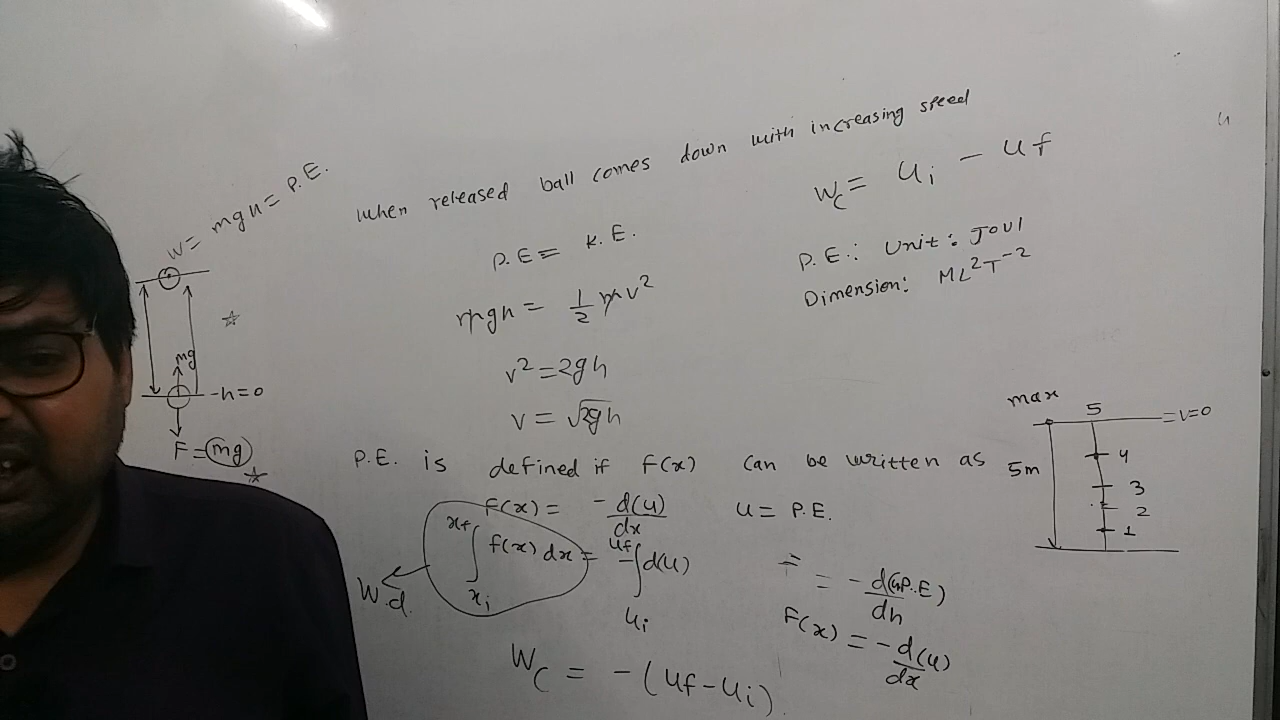 W = mgh = P.E.
mg
-h=0
F = mg
When released ball comes down with increasing speed
P.E = K.E.
mgh = 1/2 mv²
v² = 2gh
v = √2gh
Wc = Ui - Uf
P.E.: Unit: Joul
Dimension: ML²T⁻²
P.E. is defined if F(x) can be written as
F(x) = -d(U)/dx U = P.E.
∫ f(x) dx = -∫ d(U)
xf xi Uf Ui
W.d.
Wc = -(Uf-Ui)
= = -d(GP.E)/dh
F(x) = -d(U)/dx
max
5 =V=0
5m
4
3
2
1